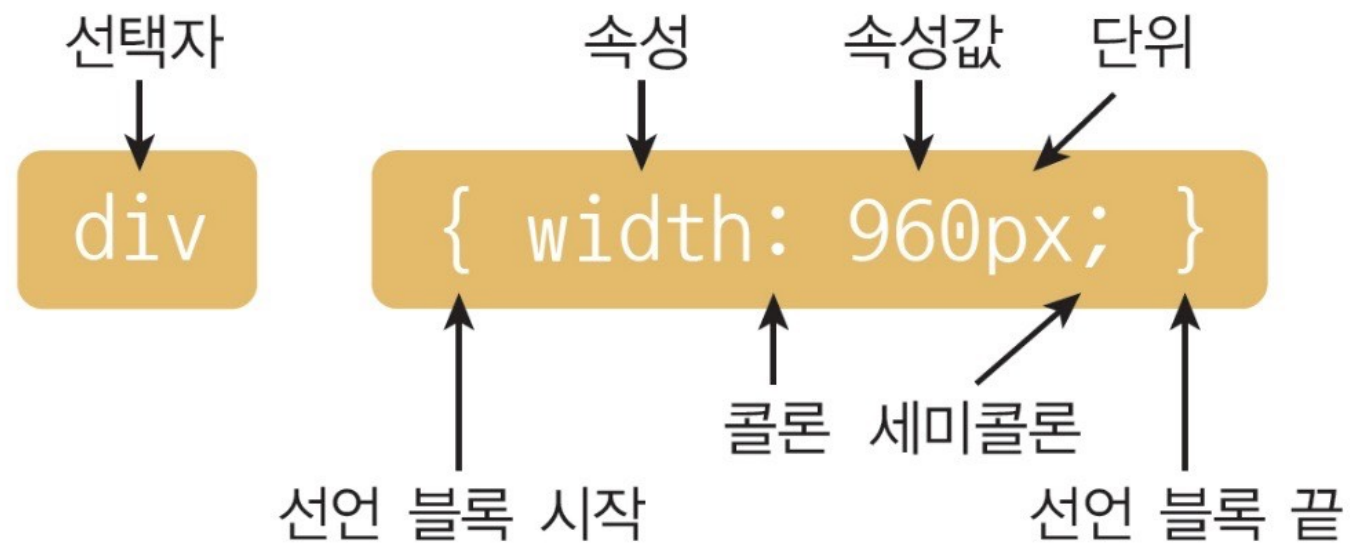 선택자 속성 속성값 단위
div { width: 960px; }
콜론 세미콜론
선언 블록 시작 선언 블록 끝